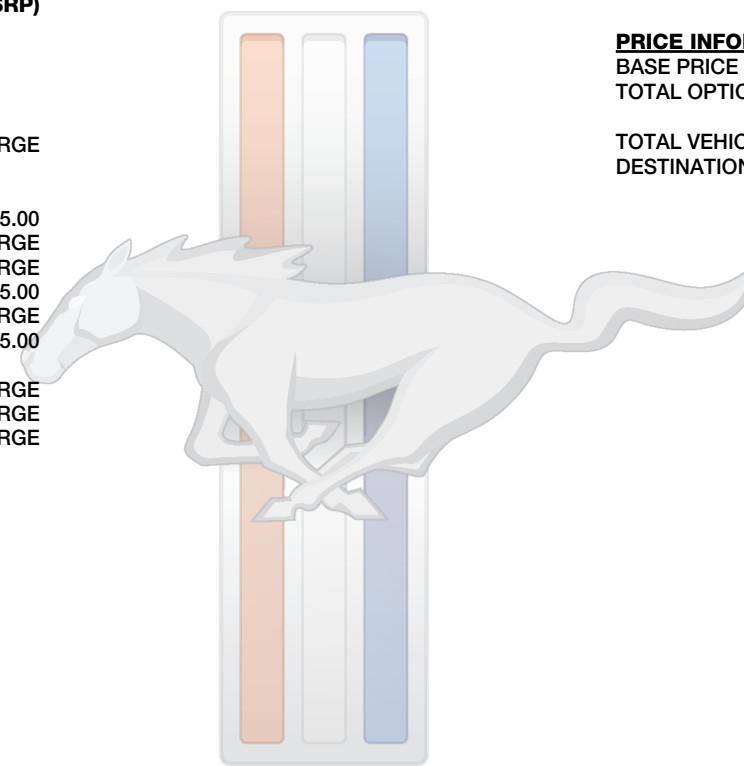 SRP)
RGE
5.00
RGE
RGE
5.00
RGE
5.00
RGE
RGE
RGE
PRICE INFO
BASE PRICE
TOTAL OPTIO
TOTAL VEHIC
DESTINATION